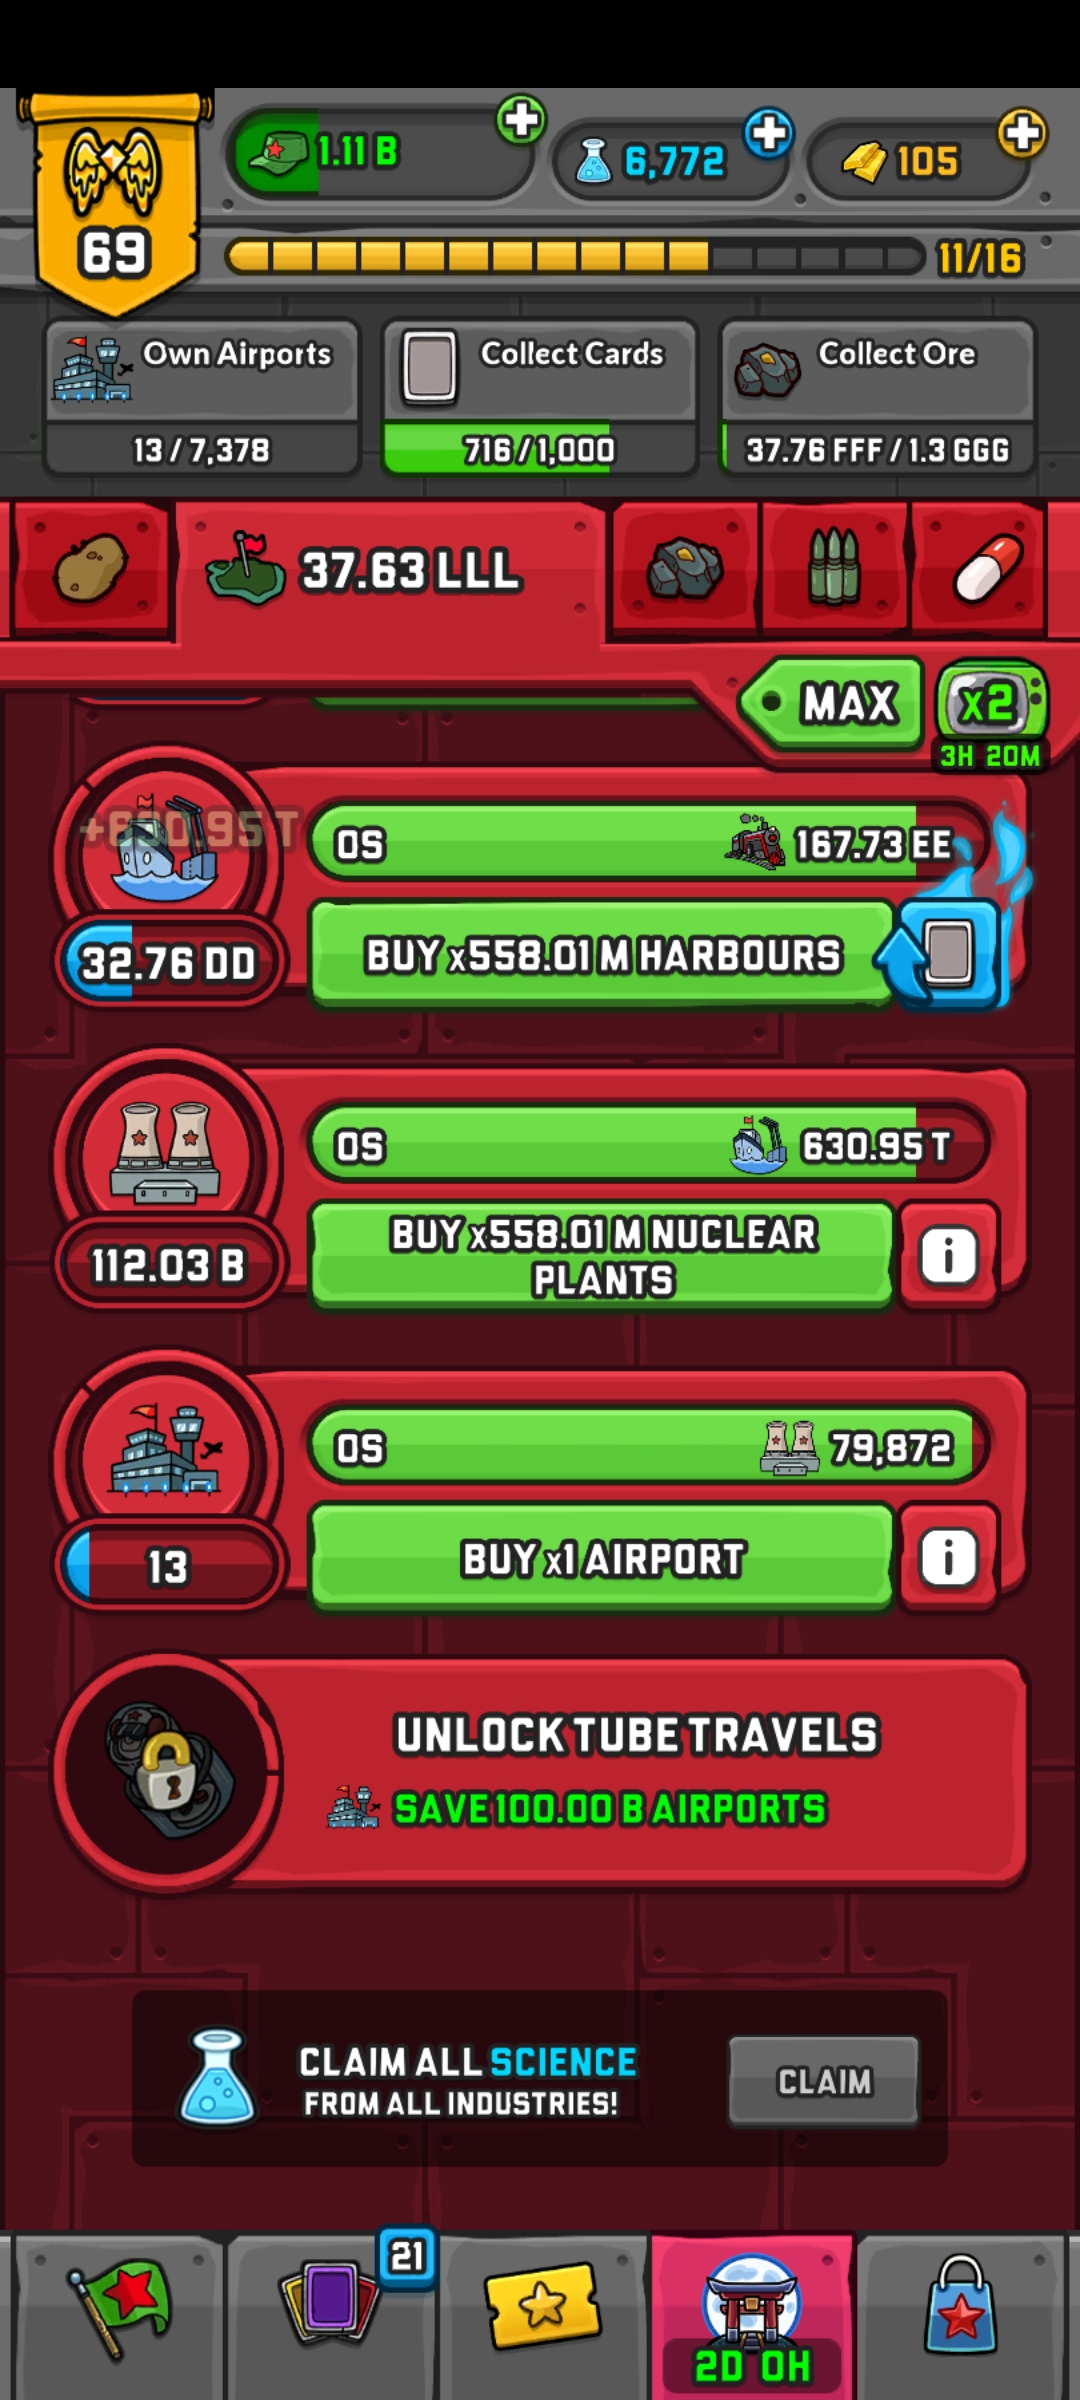 1.11 B
6,772
105
69
11/16
Own Airports
13 / 7,378
Collect Cards
716 / 1,000
Collect Ore
37.76 FFF / 1.3 GGG
37.63 LLL
MAX
x2
3H 20M
+630.95 T
0S
167.73 EE
32.76 DD
BUY x558.01 M HARBOURS
0S
630.95 T
112.03 B
BUY x558.01 M NUCLEAR
PLANTS
i
0S
79,872
13
BUY x1 AIRPORT
i
UNLOCK TUBE TRAVELS
SAVE 100.00 B AIRPORTS
CLAIM ALL SCIENCE
FROM ALL INDUSTRIES!
CLAIM
21
2D 0H